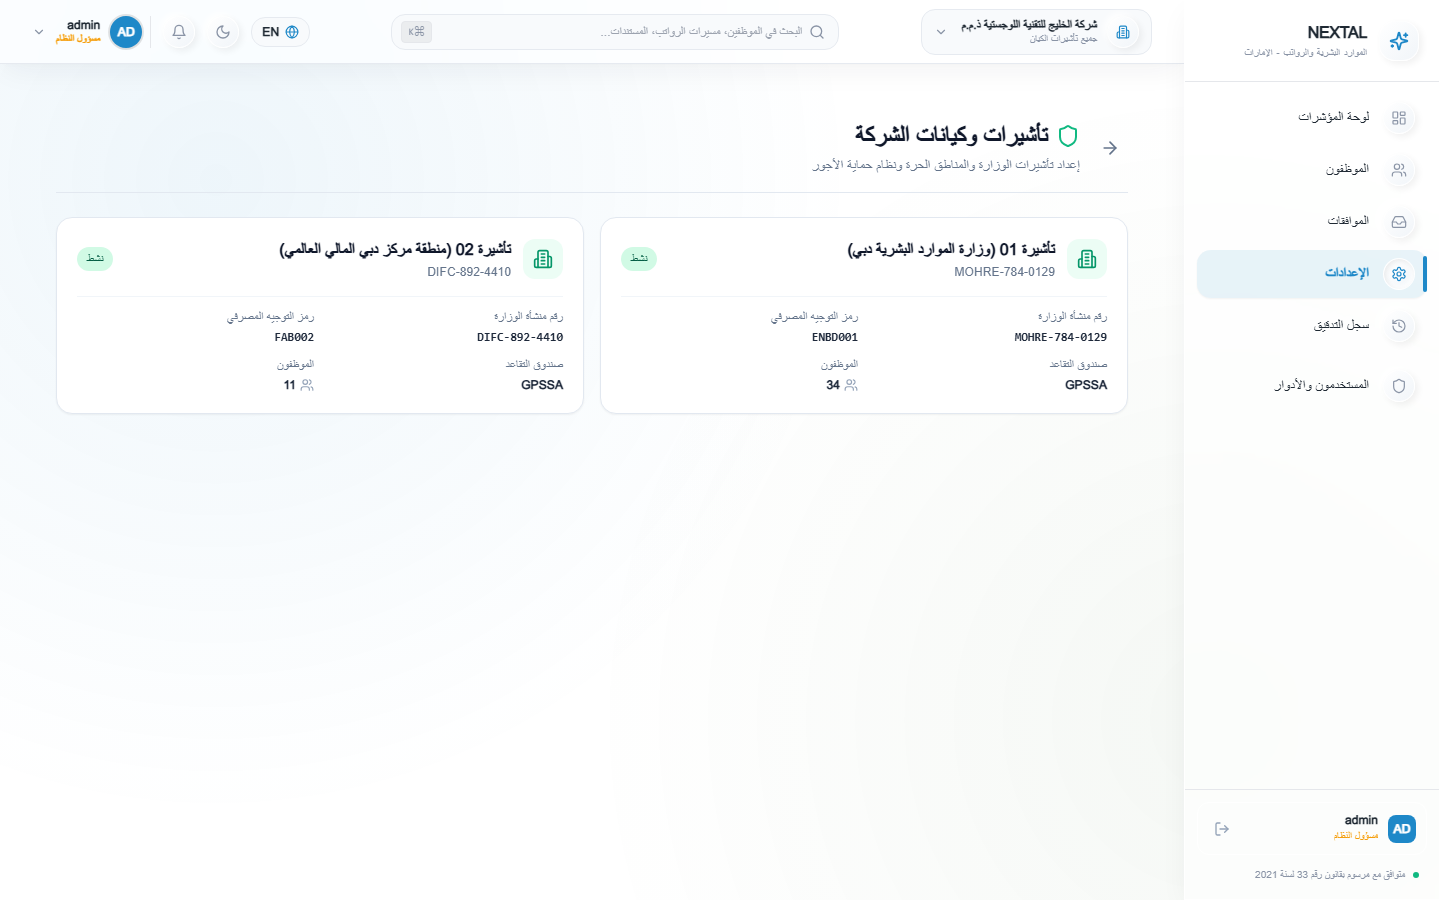 NEXTAL
الموارد البشرية والرواتب - الإمارات
شركة الخليج للتقنية اللوجستية ذ.م.م
جميع تأشيرات الكيان
البحث في الموظفين، مسيرات الرواتب، المستندات...
⌘K
EN
AD
admin
مسؤول النظام
لوحة المؤشرات
الموظفون
الموافقات
الإعدادات
سجل التدقيق
المستخدمون والأدوار
تأشيرات وكيانات الشركة
إعداد تأشيرات الوزارة والمناطق الحرة ونظام حماية الأجور
تأشيرة 01 (وزارة الموارد البشرية دبي)
MOHRE-784-0129
نشط
رقم منشأة الوزارة
رمز التوجيه المصرفي
MOHRE-784-0129
ENBD001
صندوق التقاعد
الموظفون
GPSSA
34
تأشيرة 02 (منطقة مركز دبي المالي العالمي)
DIFC-892-4410
نشط
رقم منشأة الوزارة
رمز التوجيه المصرفي
DIFC-892-4410
FAB002
صندوق التقاعد
الموظفون
GPSSA
11
AD
admin
مسؤول النظام
متوافق مع مرسوم بقانون رقم 33 لسنة 2021